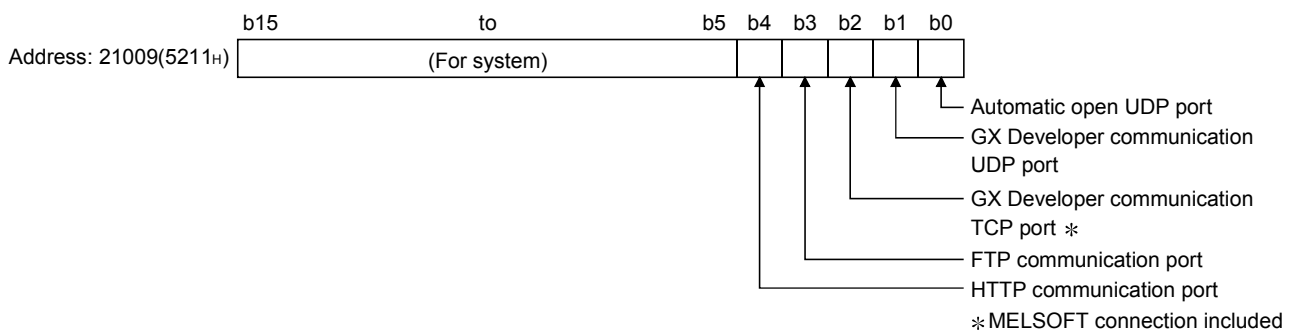 b15 to b5 b4 b3 b2 b1 b0
Address: 21009(5211H) (For system)
Automatic open UDP port
GX Developer communication
UDP port
GX Developer communication
TCP port *
FTP communication port
HTTP communication port
*MELSOFT connection included